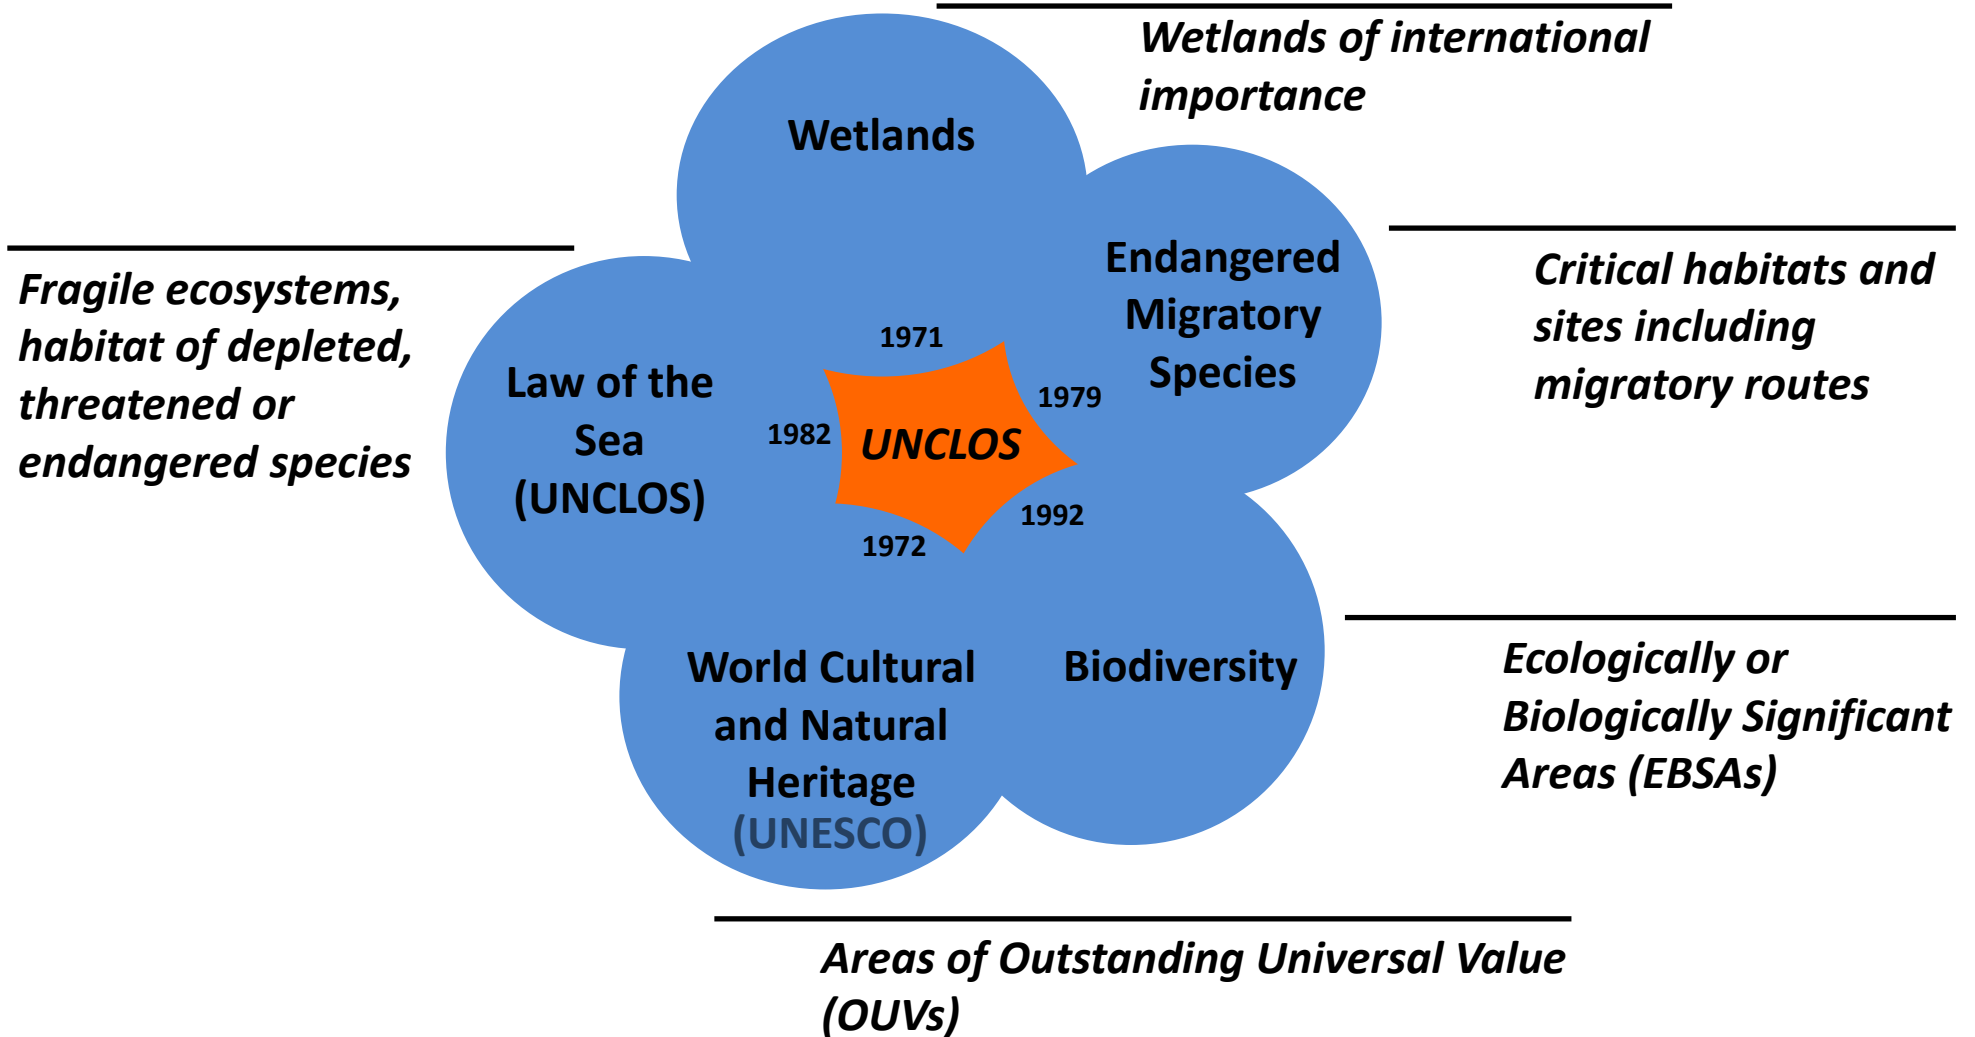 Wetlands of international
importance
Wetlands
Endangered
Migratory
Species
Critical habitats and
sites including
migratory routes
Fragile ecosystems,
habitat of depleted,
threatened or
endangered species
Law of the
Sea
(UNCLOS)
1971
1979
1982
UNCLOS
1992
1972
World Cultural
and Natural
Heritage
(UNESCO)
Biodiversity
Ecologically or
Biologically Significant
Areas (EBSAs)
Areas of Outstanding Universal Value
(OUVs)